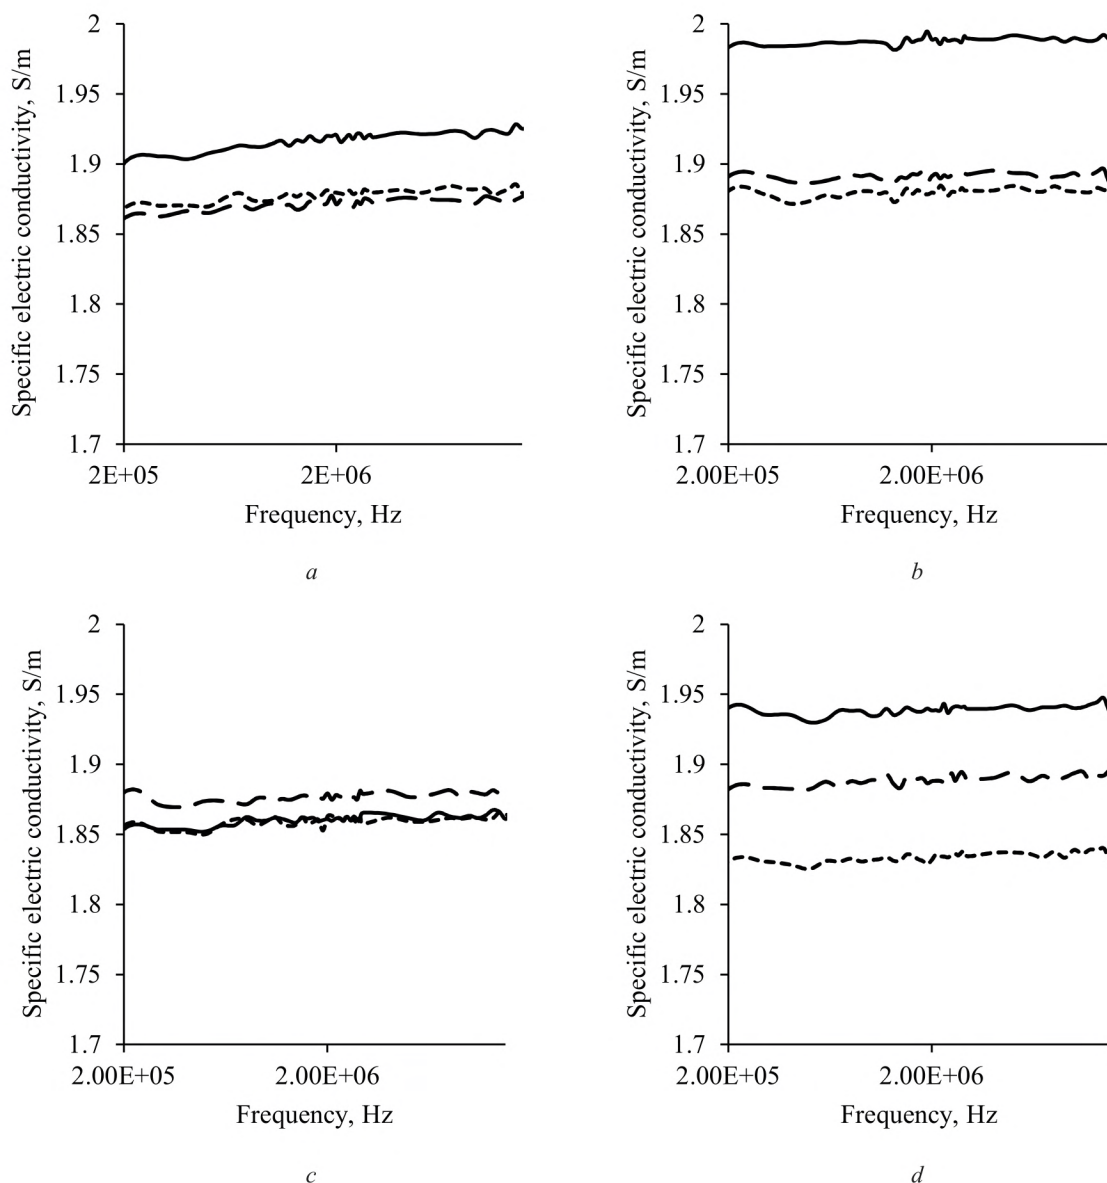 Specific electric conductivity, S/m
2
1.95
1.9
1.85
1.8
1.75
1.7
2E+05
2E+06
Frequency, Hz
a
Specific electric conductivity, S/m
2
1.95
1.9
1.85
1.8
1.75
1.7
2.00E+05
2.00E+06
Frequency, Hz
b
Specific electric conductivity, S/m
2
1.95
1.9
1.85
1.8
1.75
1.7
2.00E+05
2.00E+06
Frequency, Hz
c
Specific electric conductivity, S/m
2
1.95
1.9
1.85
1.8
1.75
1.7
2.00E+05
2.00E+06
Frequency, Hz
d